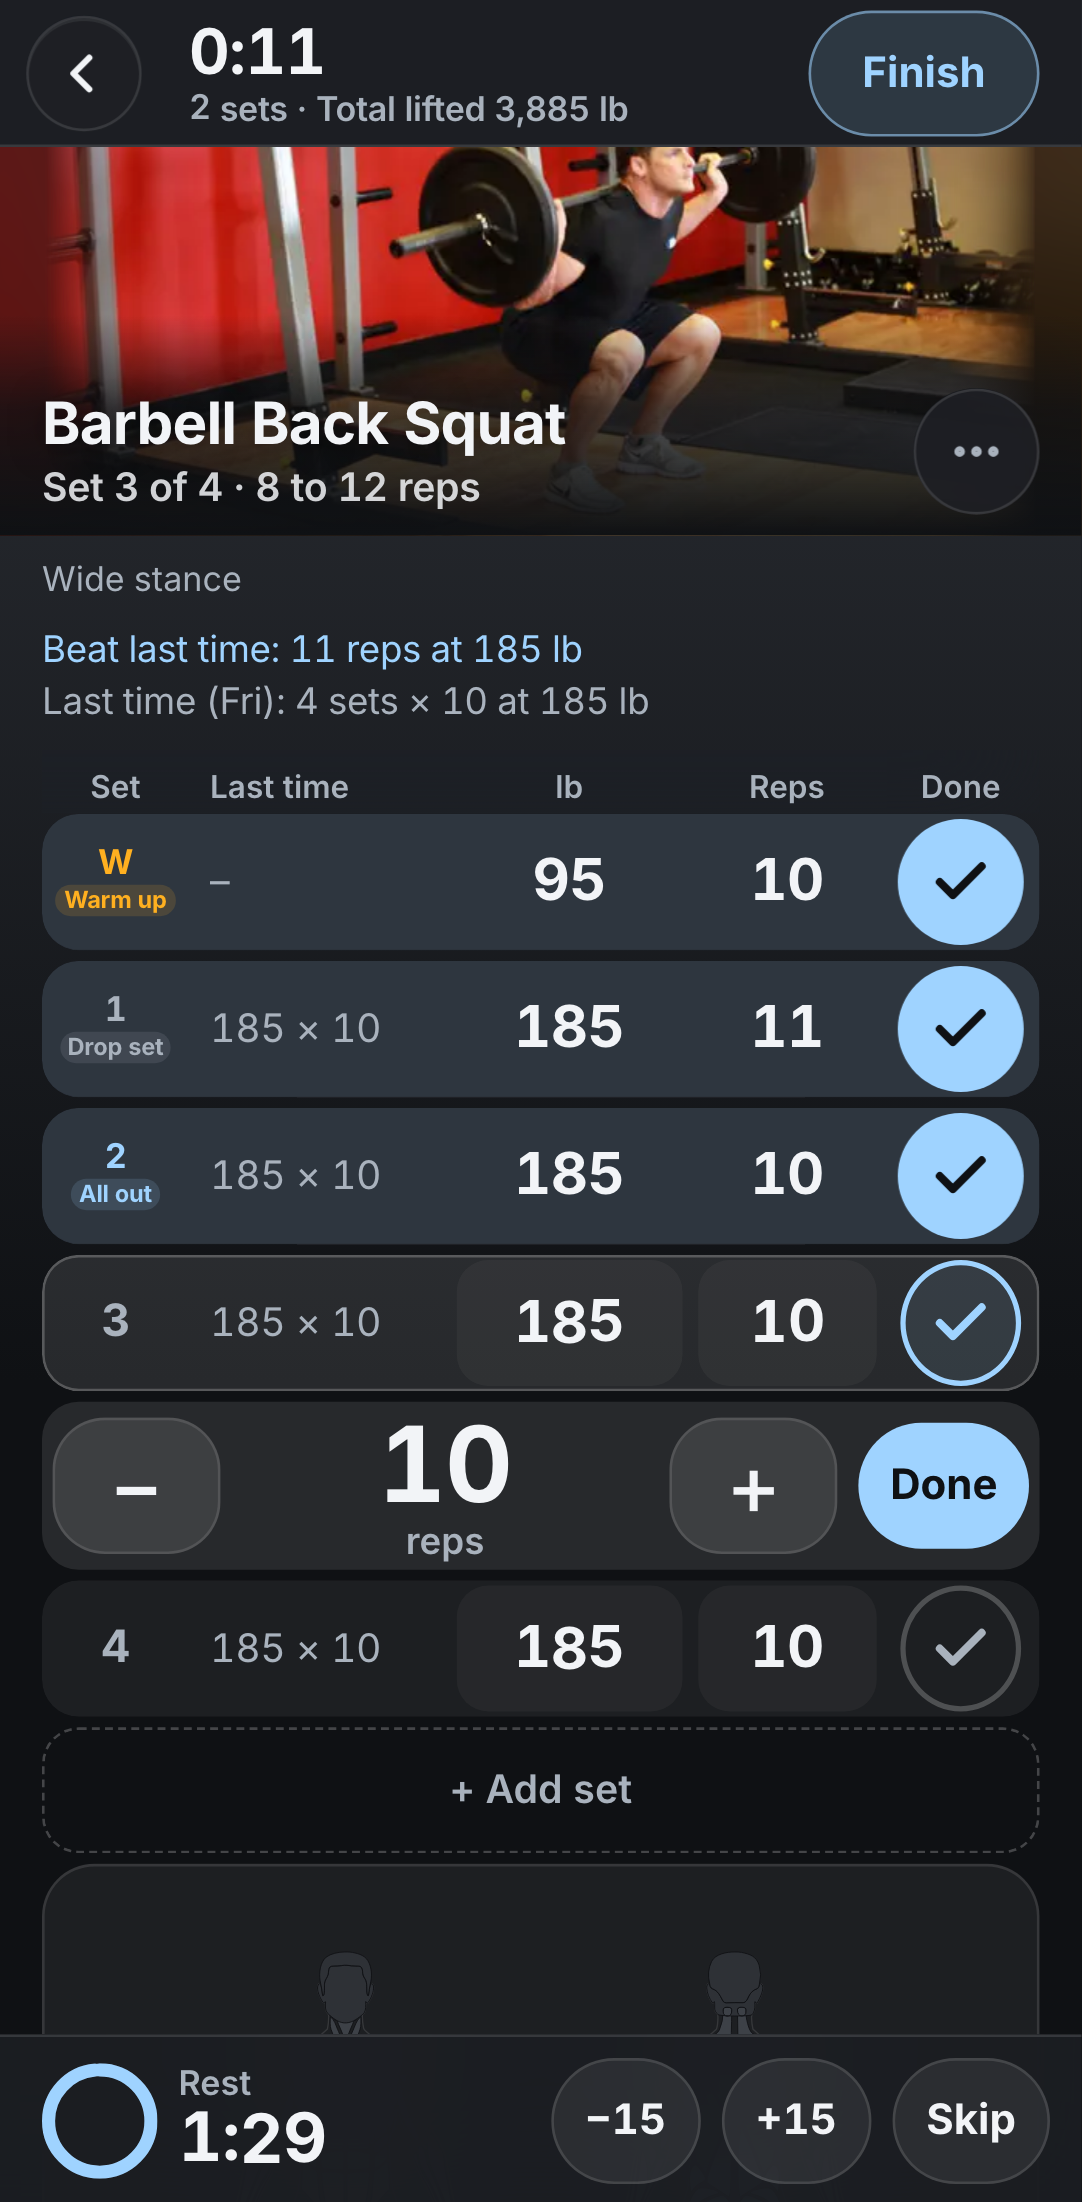 0:11
2 sets · Total lifted 3,885 lb
Finish
Barbell Back Squat
Set 3 of 4 · 8 to 12 reps
Wide stance
Beat last time: 11 reps at 185 lb
Last time (Fri): 4 sets × 10 at 185 lb
Set Last time lb Reps Done
W
Warm up
– 95 10
1
Drop set
185 × 10 185 11
2
All out
185 × 10 185 10
3 185 × 10 185 10
– 10 + Done
reps
4 185 × 10 185 10
+ Add set
Rest
1:29
−15 +15 Skip